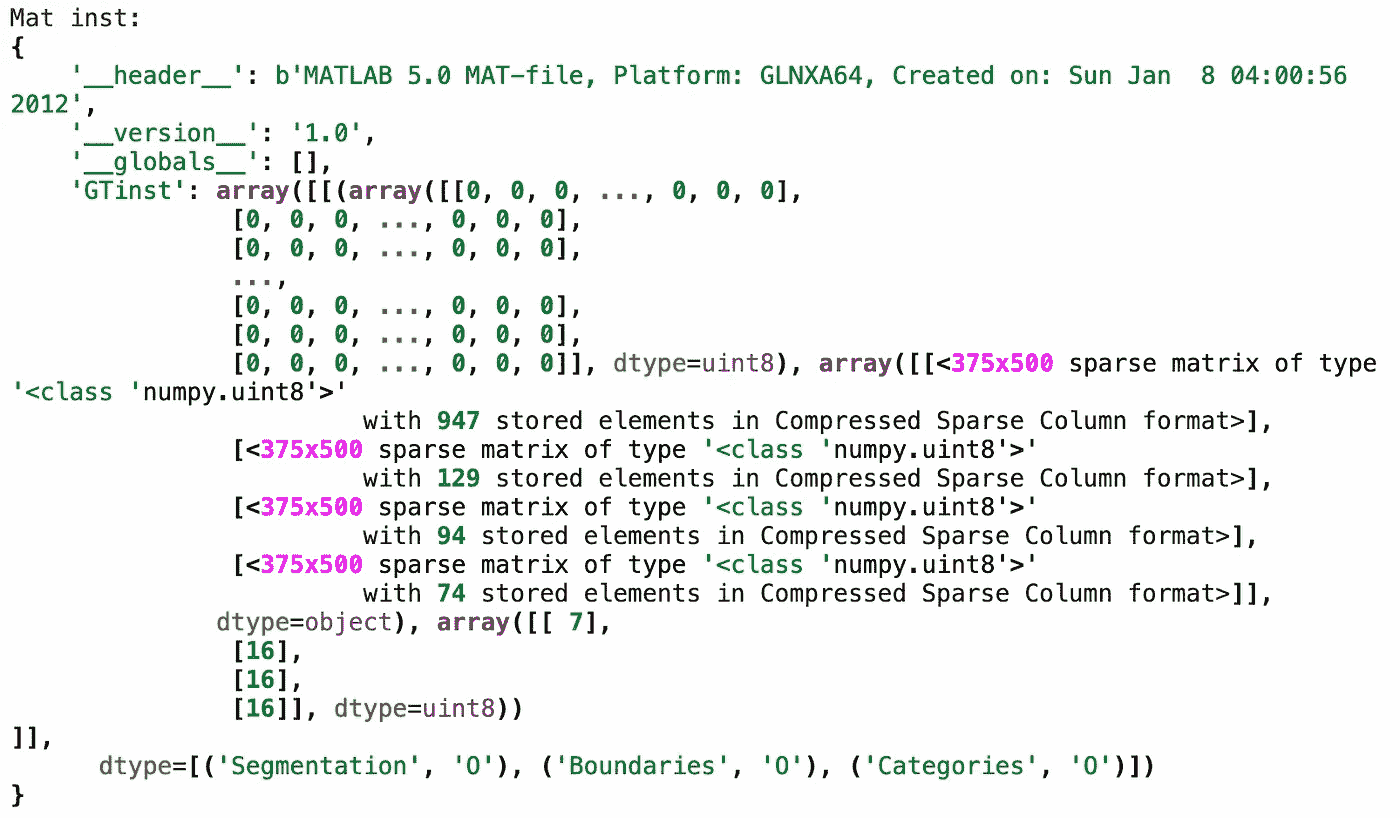 Mat inst:
{
    '__header__': b'MATLAB 5.0 MAT-file, Platform: GLNXA64, Created on: Sun Jan  8 04:00:56
2012',
    '__version__': '1.0',
    '__globals__': [],
    'GTinst': array([[(array([[0, 0, 0, ..., 0, 0, 0],
               [0, 0, 0, ..., 0, 0, 0],
               [0, 0, 0, ..., 0, 0, 0],
               ...,
               [0, 0, 0, ..., 0, 0, 0],
               [0, 0, 0, ..., 0, 0, 0],
               [0, 0, 0, ..., 0, 0, 0]], dtype=uint8), array([[<375x500 sparse matrix of type
'<class 'numpy.uint8'>'
                        with 947 stored elements in Compressed Sparse Column format>],
               [<375x500 sparse matrix of type '<class 'numpy.uint8'>'
                        with 129 stored elements in Compressed Sparse Column format>],
               [<375x500 sparse matrix of type '<class 'numpy.uint8'>'
                        with 94 stored elements in Compressed Sparse Column format>],
               [<375x500 sparse matrix of type '<class 'numpy.uint8'>'
                        with 74 stored elements in Compressed Sparse Column format>]],
              dtype=object), array([[ 7],
               [16],
               [16],
               [16]], dtype=uint8))
]],
      dtype=[('Segmentation', 'O'), ('Boundaries', 'O'), ('Categories', 'O')])
}